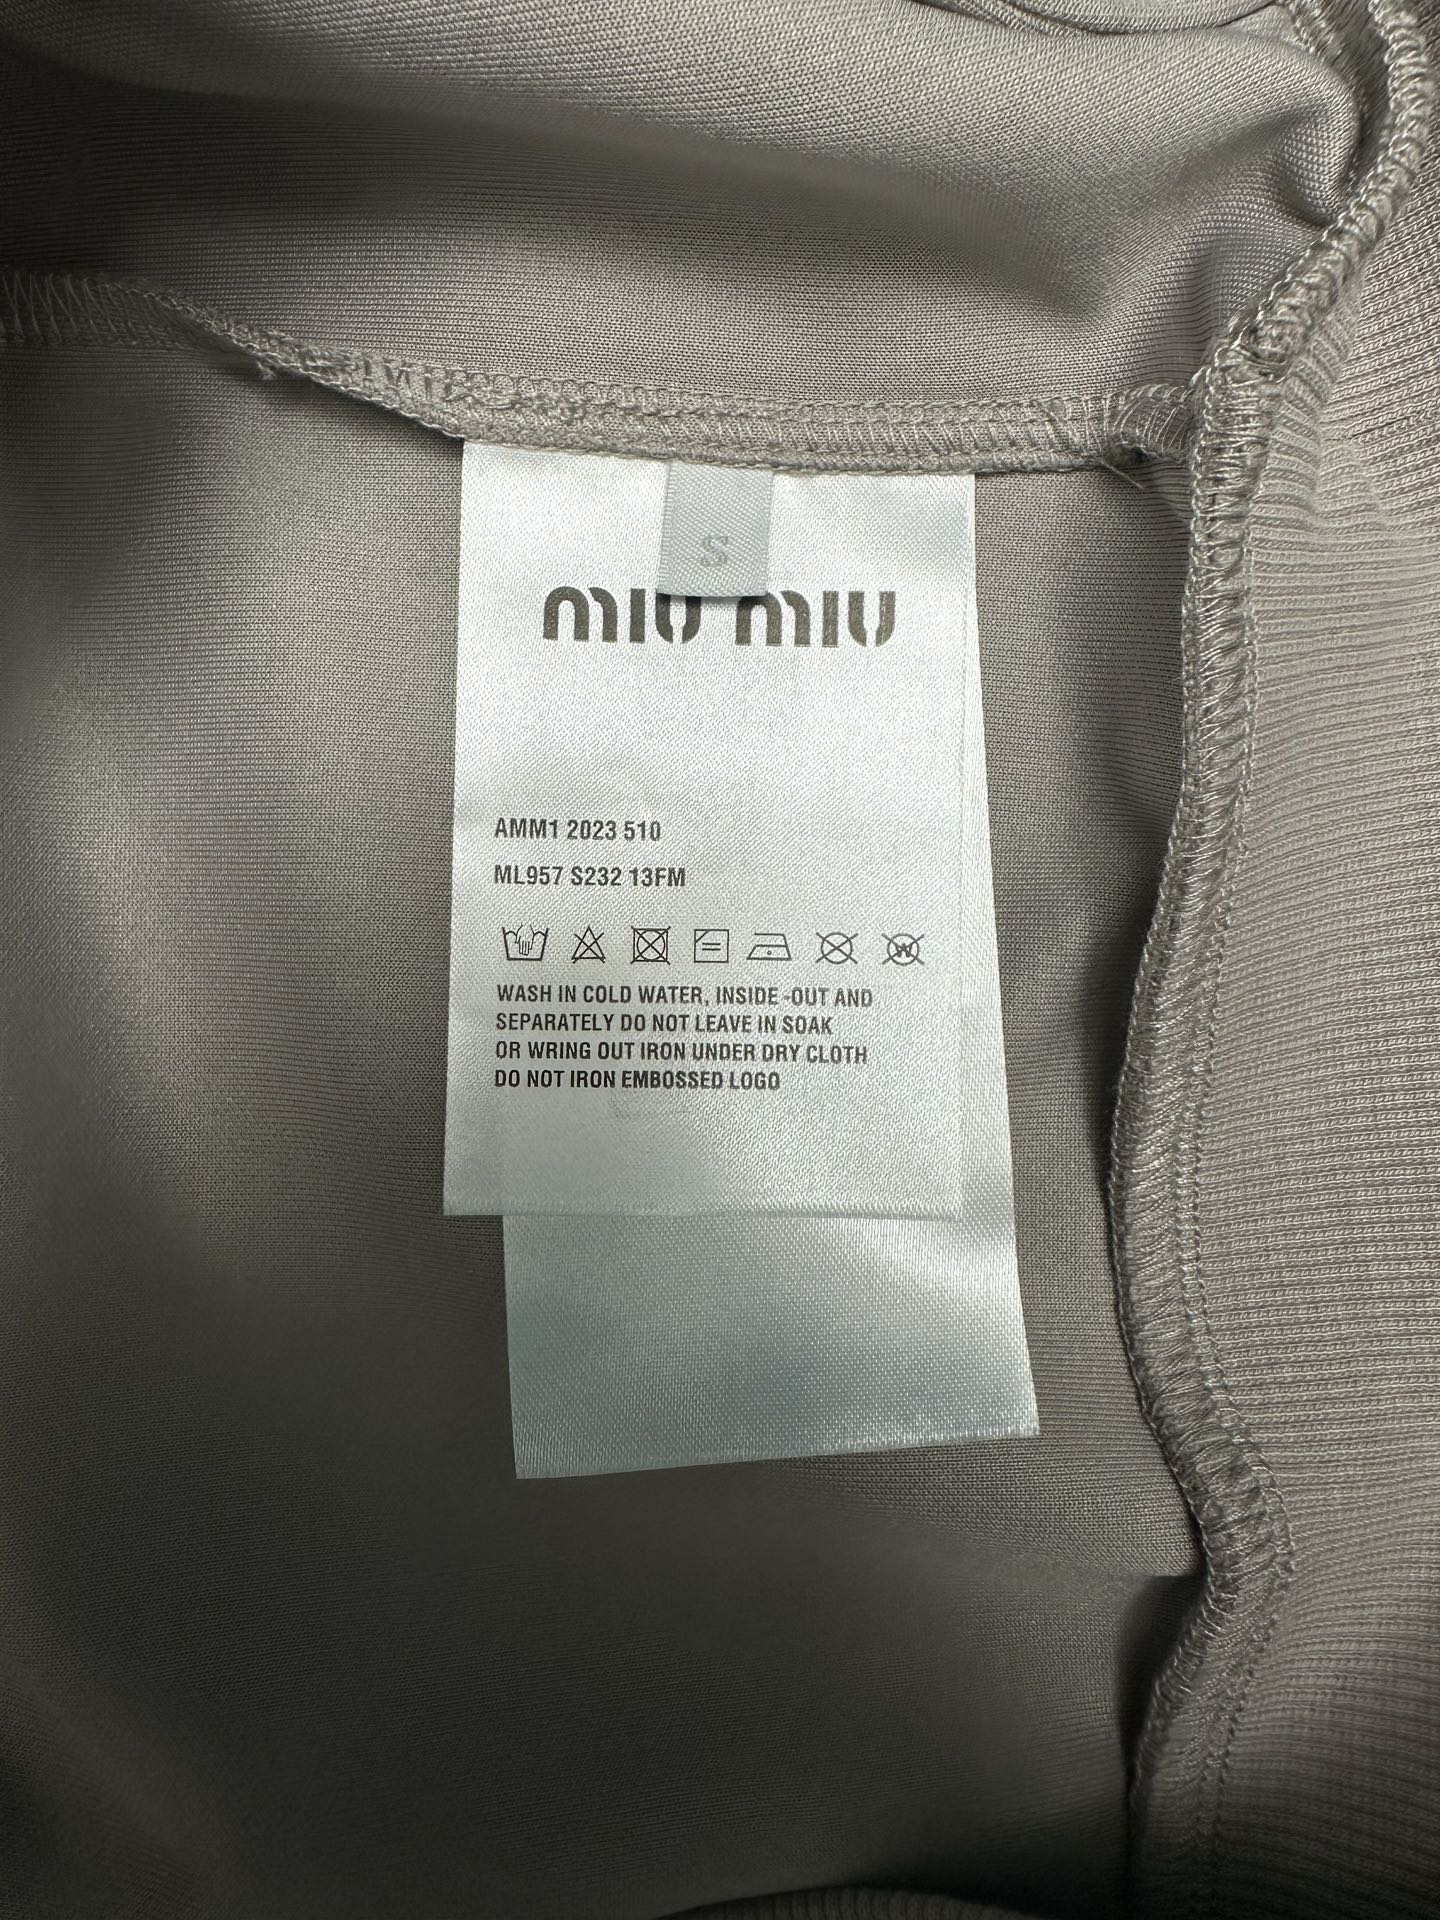 S
miu miu
AMM1 2023 510
ML957 S232 13FM
W
WASH IN COLD WATER, INSIDE -OUT AND
SEPARATELY DO NOT LEAVE IN SOAK
OR WRING OUT IRON UNDER DRY CLOTH
DO NOT IRON EMBOSSED LOGO